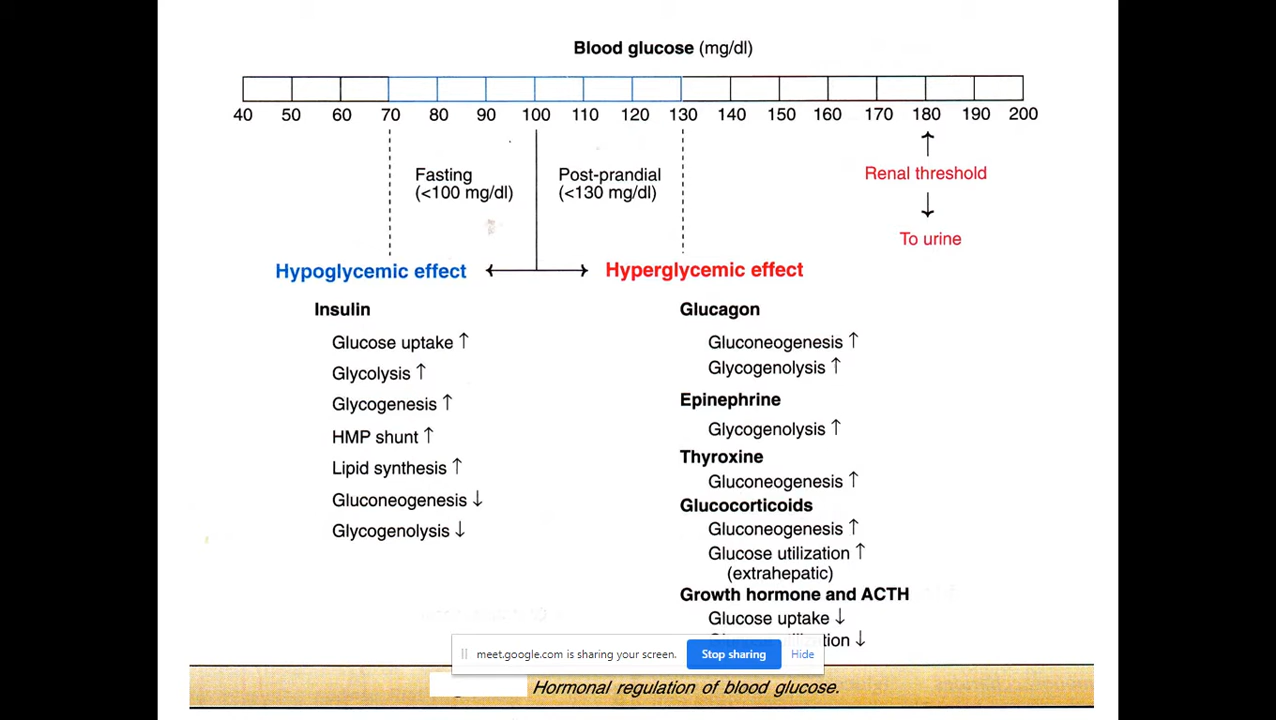 Blood glucose (mg/dl)
40 50 60 70 80 90 100 110 120 130 140 150 160 170 180 190 200
Fasting
(<100 mg/dl)
Post-prandial
(<130 mg/dl)
Renal threshold
To urine
Hypoglycemic effect
Insulin
Glucose uptake ↑
Glycolysis ↑
Glycogenesis ↑
HMP shunt ↑
Lipid synthesis ↑
Gluconeogenesis ↓
Glycogenolysis ↓
Hyperglycemic effect
Glucagon
Gluconeogenesis ↑
Glycogenolysis ↑
Epinephrine
Glycogenolysis ↑
Thyroxine
Gluconeogenesis ↑
Glucocorticoids
Gluconeogenesis ↑
Glucose utilization ↑
(extrahepatic)
Growth hormone and ACTH
Glucose uptake ↓
↓
meet.google.com is sharing your screen. Stop sharing Hide
Hormonal regulation of blood glucose.